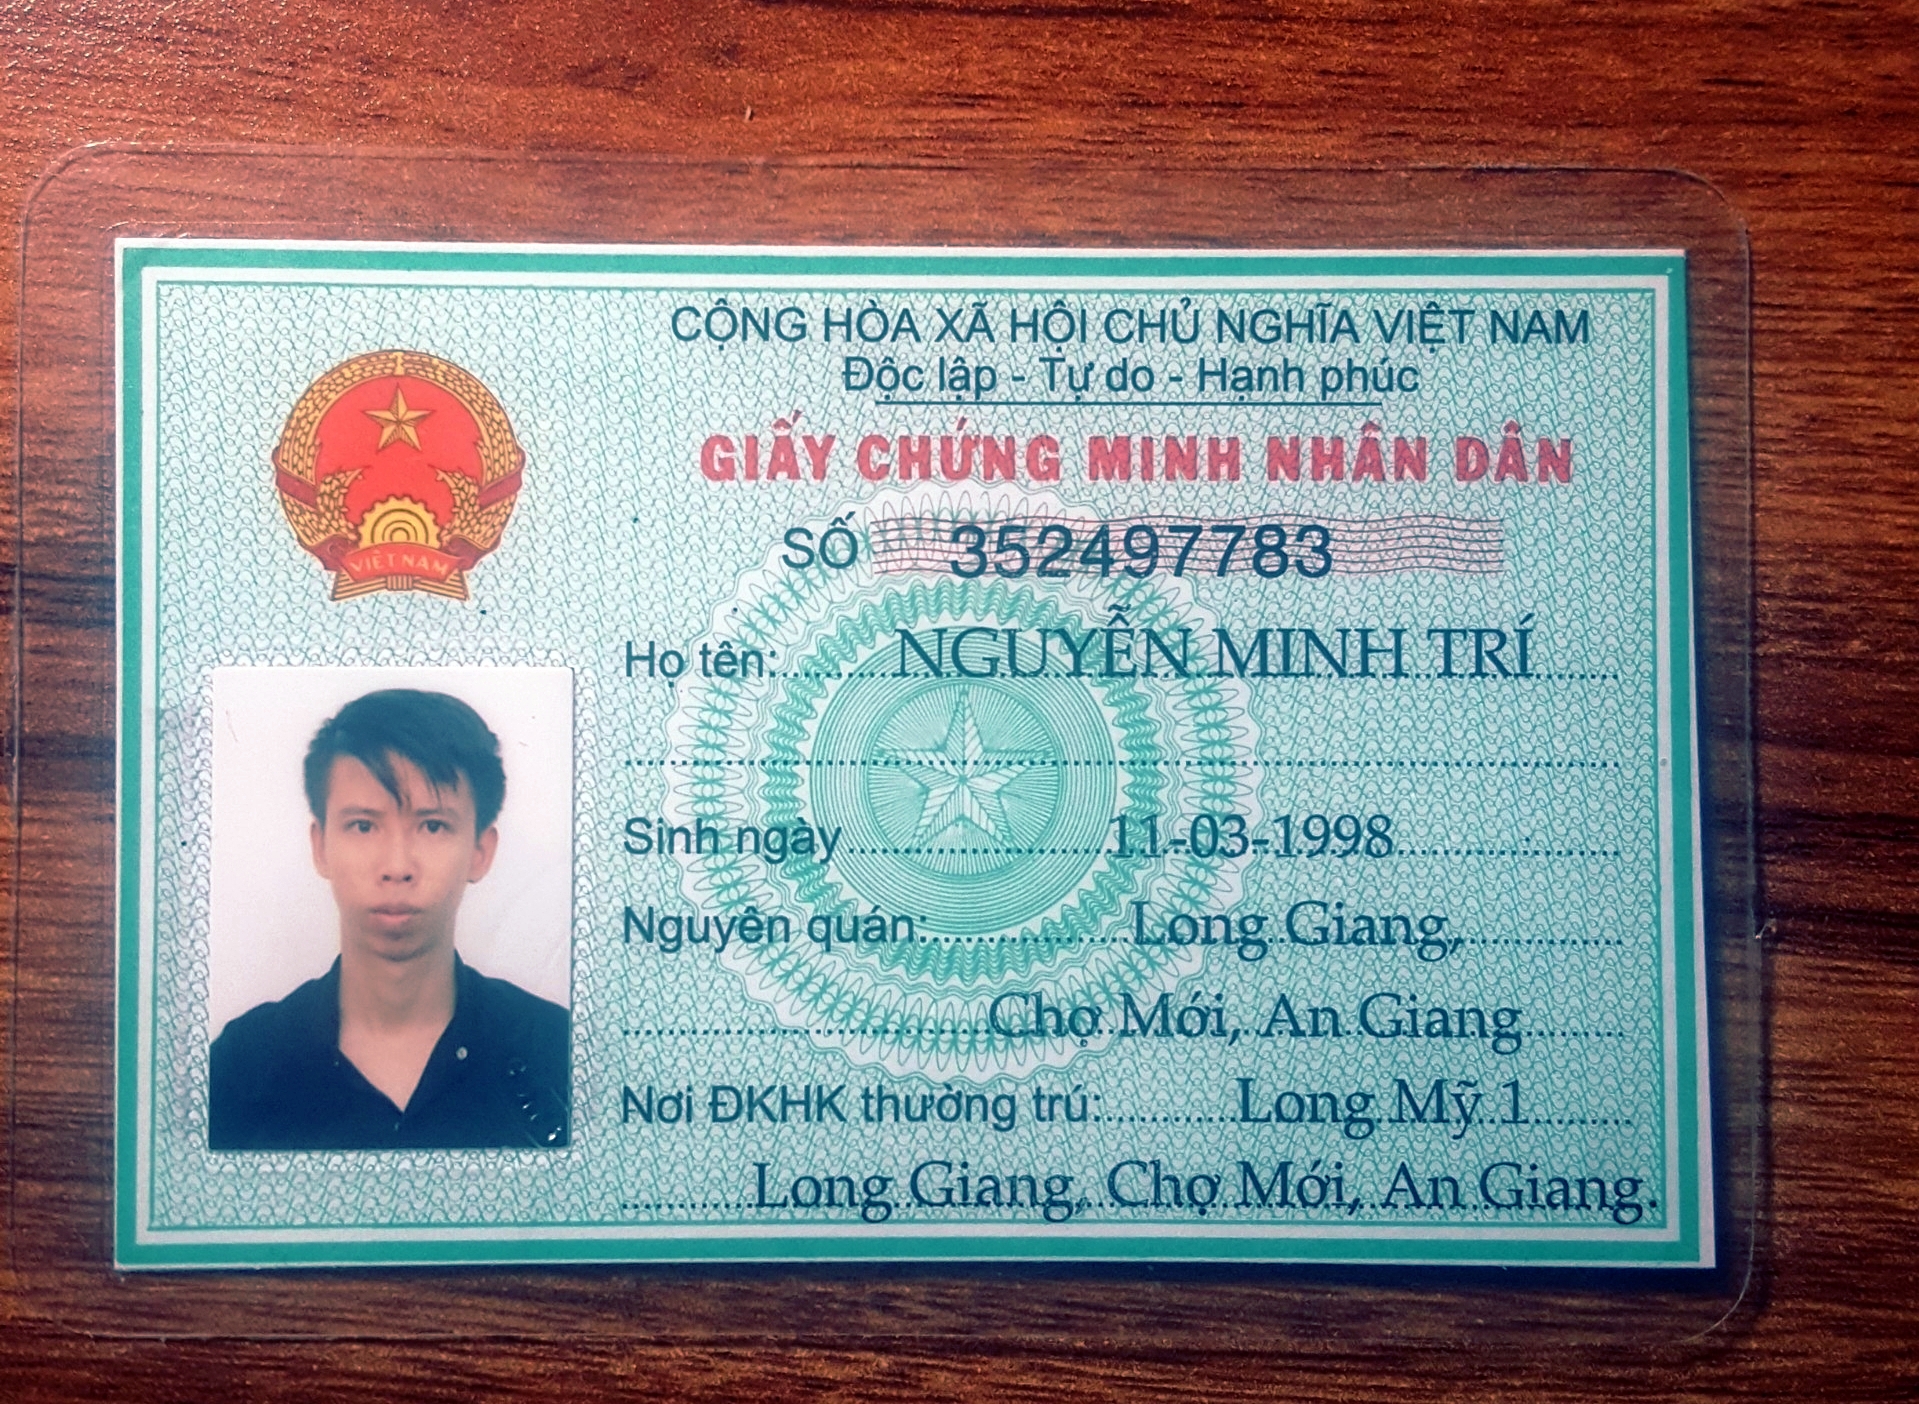 CỘNG HÒA XÃ HỘI CHỦ NGHĨA VIỆT NAM
Độc lập - Tự do - Hạnh phúc
GIẤY CHỨNG MINH NHÂN DÂN
SỐ 352497783
VIỆT NAM
Họ tên: NGUYỄN MINH TRÍ
Sinh ngày 11-03-1998
Nguyên quán: Long Giang,
Chợ Mới, An Giang
Nơi ĐKHK thường trú: Long Mỹ 1
Long Giang, Chợ Mới, An Giang.